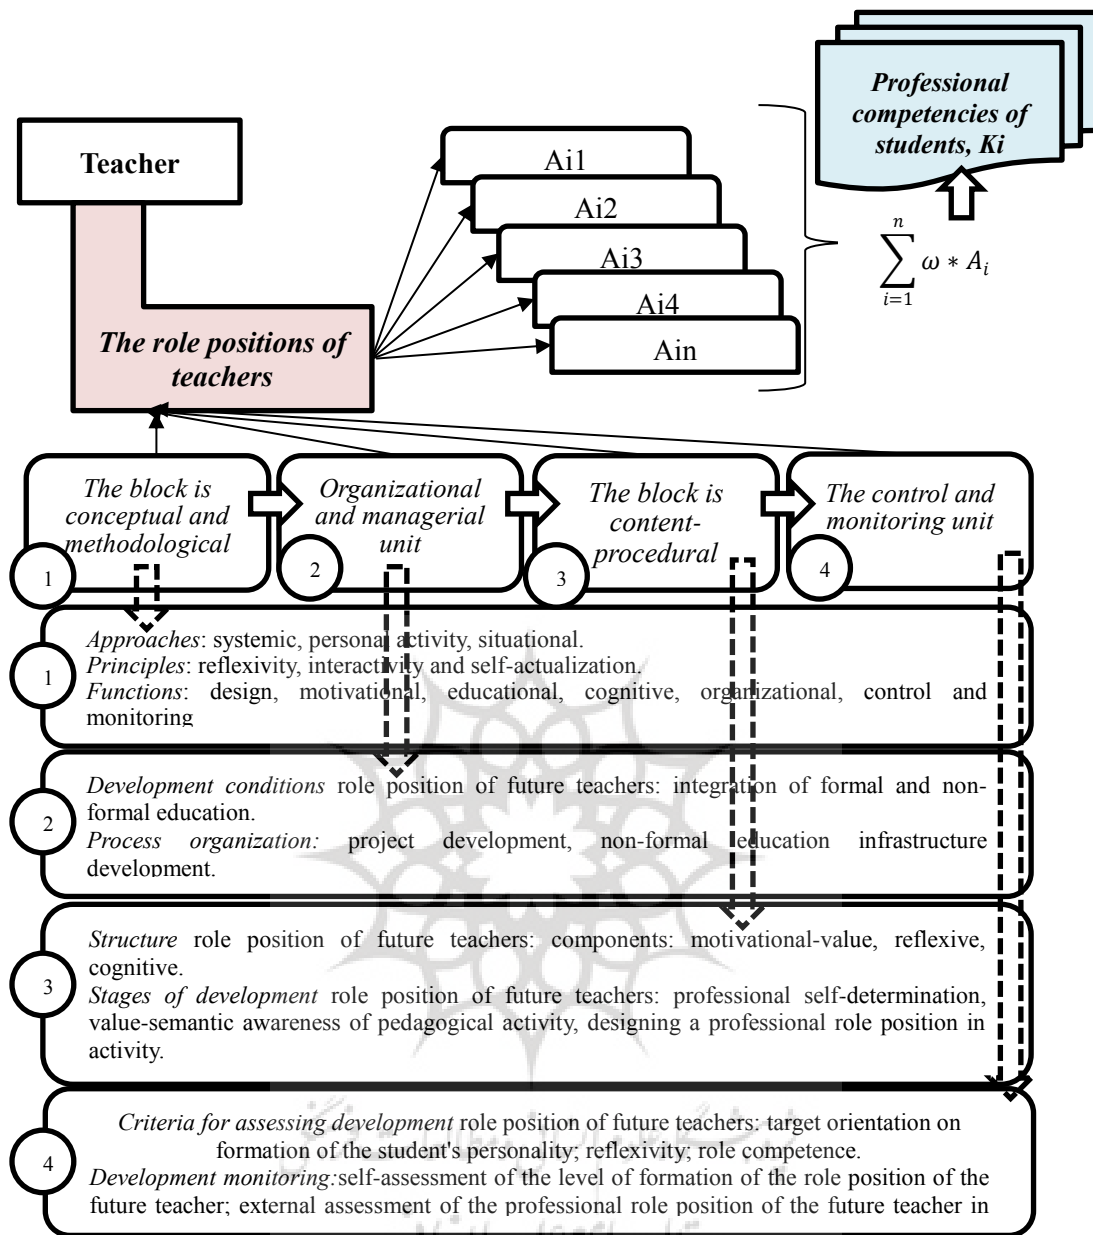 Professional
competencies of
students, Ki
Teacher
Ai1
Ai2
Ai3
Ai4
Ain
n
∑ ω * Ai
i=1
The role positions of
teachers
The block is
conceptual and
methodological
1
Organizational
and managerial
unit
2
The block is
content-
procedural
3
The control and
monitoring unit
4
1
Approaches: systemic, personal activity, situational.
Principles: reflexivity, interactivity and self-actualization.
Functions: design, motivational, educational, cognitive, organizational, control and
monitoring
2
Development conditions role position of future teachers: integration of formal and non-
formal education.
Process organization: project development, non-formal education infrastructure
development.
3
Structure role position of future teachers: components: motivational-value, reflexive,
cognitive.
Stages of development role position of future teachers: professional self-determination,
value-semantic awareness of pedagogical activity, designing a professional role position in
activity.
4
Criteria for assessing development role position of future teachers: target orientation on
formation of the student's personality; reflexivity; role competence.
Development monitoring:self-assessment of the level of formation of the role position of the
future teacher; external assessment of the professional role position of the future teacher in